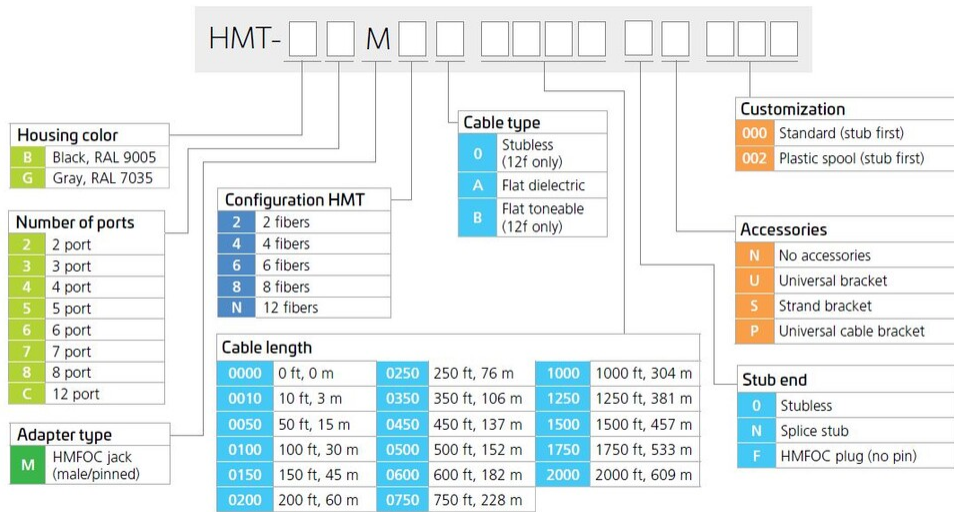 HMT- M
Housing color
B Black, RAL 9005
G Gray, RAL 7035
Number of ports
2 2 port
3 3 port
4 4 port
5 5 port
6 6 port
7 7 port
8 8 port
C 12 port
Adapter type
M HMFOC jack
(male/pinned)
Configuration HMT
2 2 fibers
4 4 fibers
6 6 fibers
8 8 fibers
N 12 fibers
Cable type
0 Stubless
(12f only)
A Flat dielectric
B Flat toneable
(12f only)
Cable length
0000 0 ft, 0 m 0250 250 ft, 76 m 1000 1000 ft, 304 m
0010 10 ft, 3 m 0350 350 ft, 106 m 1250 1250 ft, 381 m
0050 50 ft, 15 m 0450 450 ft, 137 m 1500 1500 ft, 457 m
0100 100 ft, 30 m 0500 500 ft, 152 m 1750 1750 ft, 533 m
0150 150 ft, 45 m 0600 600 ft, 182 m 2000 2000 ft, 609 m
0200 200 ft, 60 m 0750 750 ft, 228 m
Customization
000 Standard (stub first)
002 Plastic spool (stub first)
Accessories
N No accessories
U Universal bracket
S Strand bracket
P Universal cable bracket
Stub end
0 Stubless
N Splice stub
F HMFOC plug (no pin)